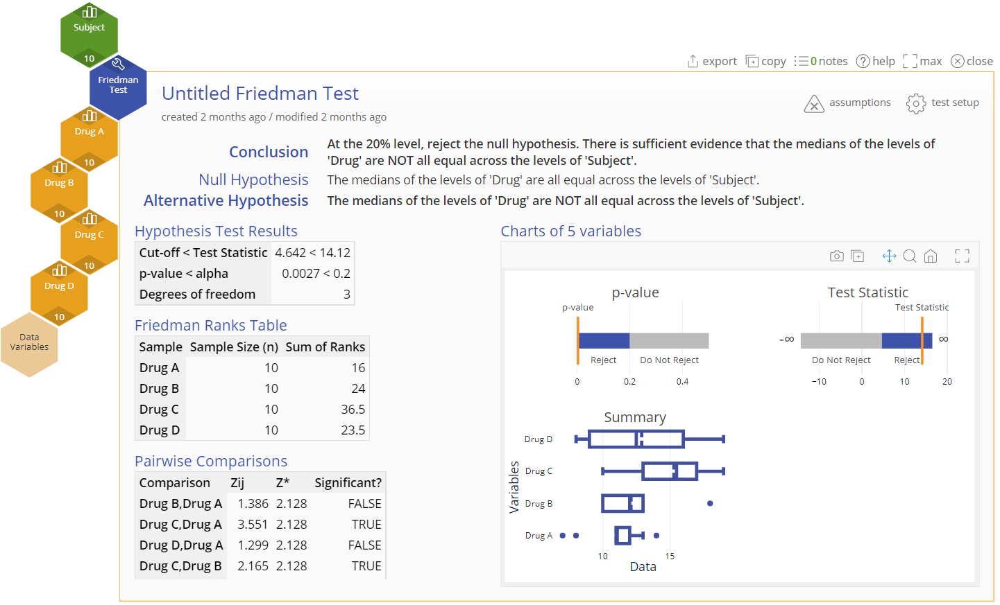 Subject
10
Friedman
Test
Drug A
10
Drug B
10
Drug C
10
Drug D
10
Data
Variables
export copy 0 notes help max close
Untitled Friedman Test
created 2 months ago / modified 2 months ago
assumptions test setup
Conclusion At the 20% level, reject the null hypothesis. There is sufficient evidence that the medians of the levels of
'Drug' are NOT all equal across the levels of 'Subject'.
Null Hypothesis The medians of the levels of 'Drug' are all equal across the levels of 'Subject'.
Alternative Hypothesis The medians of the levels of 'Drug' are NOT all equal across the levels of 'Subject'.
Hypothesis Test Results
Cut-off < Test Statistic 4.642 < 14.12
p-value < alpha 0.0027 < 0.2
Degrees of freedom 3
Friedman Ranks Table
Sample Sample Size (n) Sum of Ranks
Drug A 10 16
Drug B 10 24
Drug C 10 36.5
Drug D 10 23.5
Pairwise Comparisons
Comparison Zij Z* Significant?
Drug B,Drug A 1.386 2.128 FALSE
Drug C,Drug A 3.551 2.128 TRUE
Drug D,Drug A 1.299 2.128 FALSE
Drug C,Drug B 2.165 2.128 TRUE
Charts of 5 variables
p-value
p-value
Reject Do Not Reject
0 0.2 0.4
Test Statistic
Test Statistic
-∞ ∞
Do Not Reject Reject
−10 0 10 20
Summary
Variables
Drug D
Drug C
Drug B
Drug A
10 15
Data